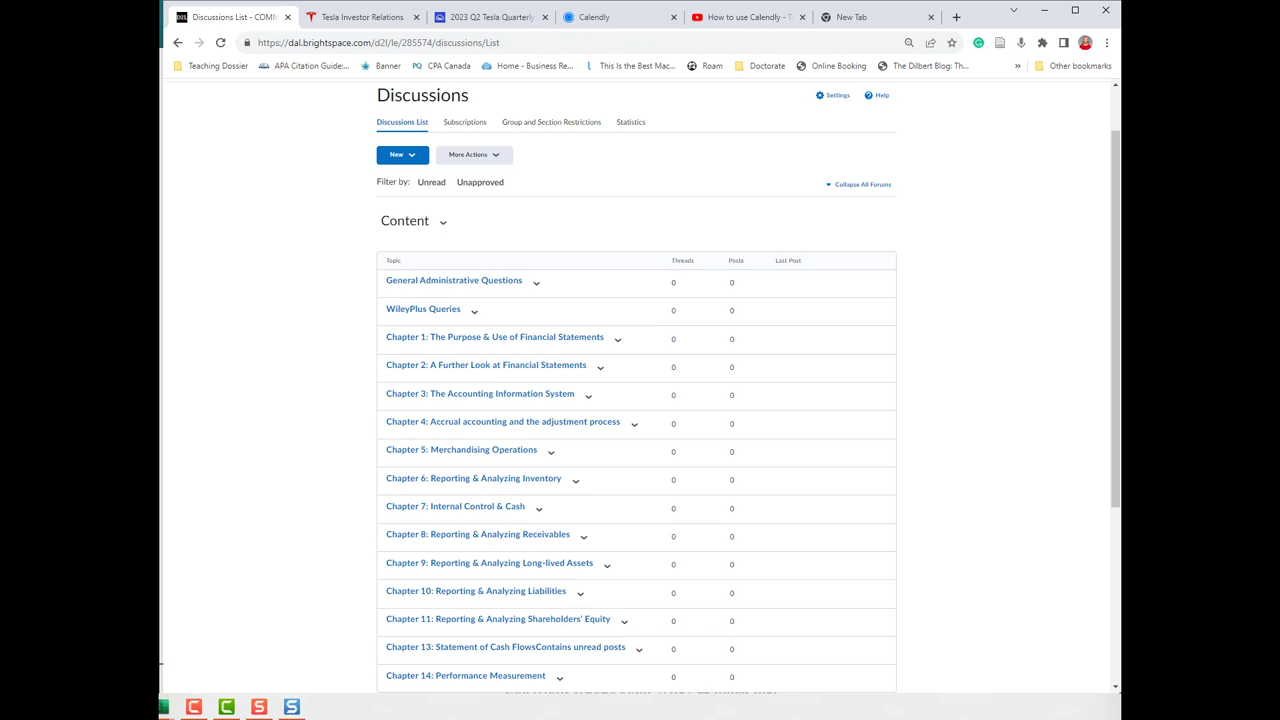 Discussions List - COMM
Tesla Investor Relations
2023 Q2 Tesla Quarterly
Calendly
How to use Calendly - T
New Tab
https://dal.brightspace.com/d2l/le/285574/discussions/List
Teaching Dossier
APA Citation Guide:...
Banner
PQ CPA Canada
Home - Business Re...
This Is the Best Mac...
Roam
Doctorate
Online Booking
The Dilbert Blog: Th...
Other bookmarks
Discussions
Settings
Help
Discussions List
Subscriptions
Group and Section Restrictions
Statistics
New
More Actions
Filter by: Unread Unapproved
Collapse All Forums
Content
Topic Threads Posts Last Post
General Administrative Questions 0 0
WileyPlus Queries 0 0
Chapter 1: The Purpose & Use of Financial Statements 0 0
Chapter 2: A Further Look at Financial Statements 0 0
Chapter 3: The Accounting Information System 0 0
Chapter 4: Accrual accounting and the adjustment process 0 0
Chapter 5: Merchandising Operations 0 0
Chapter 6: Reporting & Analyzing Inventory 0 0
Chapter 7: Internal Control & Cash 0 0
Chapter 8: Reporting & Analyzing Receivables 0 0
Chapter 9: Reporting & Analyzing Long-lived Assets 0 0
Chapter 10: Reporting & Analyzing Liabilities 0 0
Chapter 11: Reporting & Analyzing Shareholders' Equity 0 0
Chapter 13: Statement of Cash FlowsContains unread posts 0 0
Chapter 14: Performance Measurement 0 0